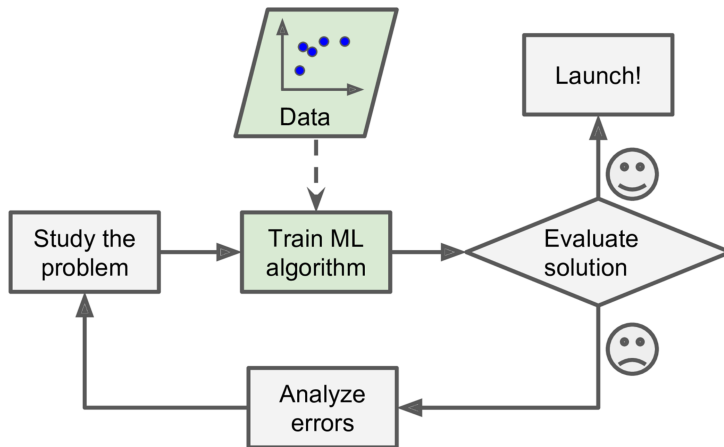 Data
Launch!
Study the
problem
Train ML
algorithm
Evaluate
solution
Analyze
errors